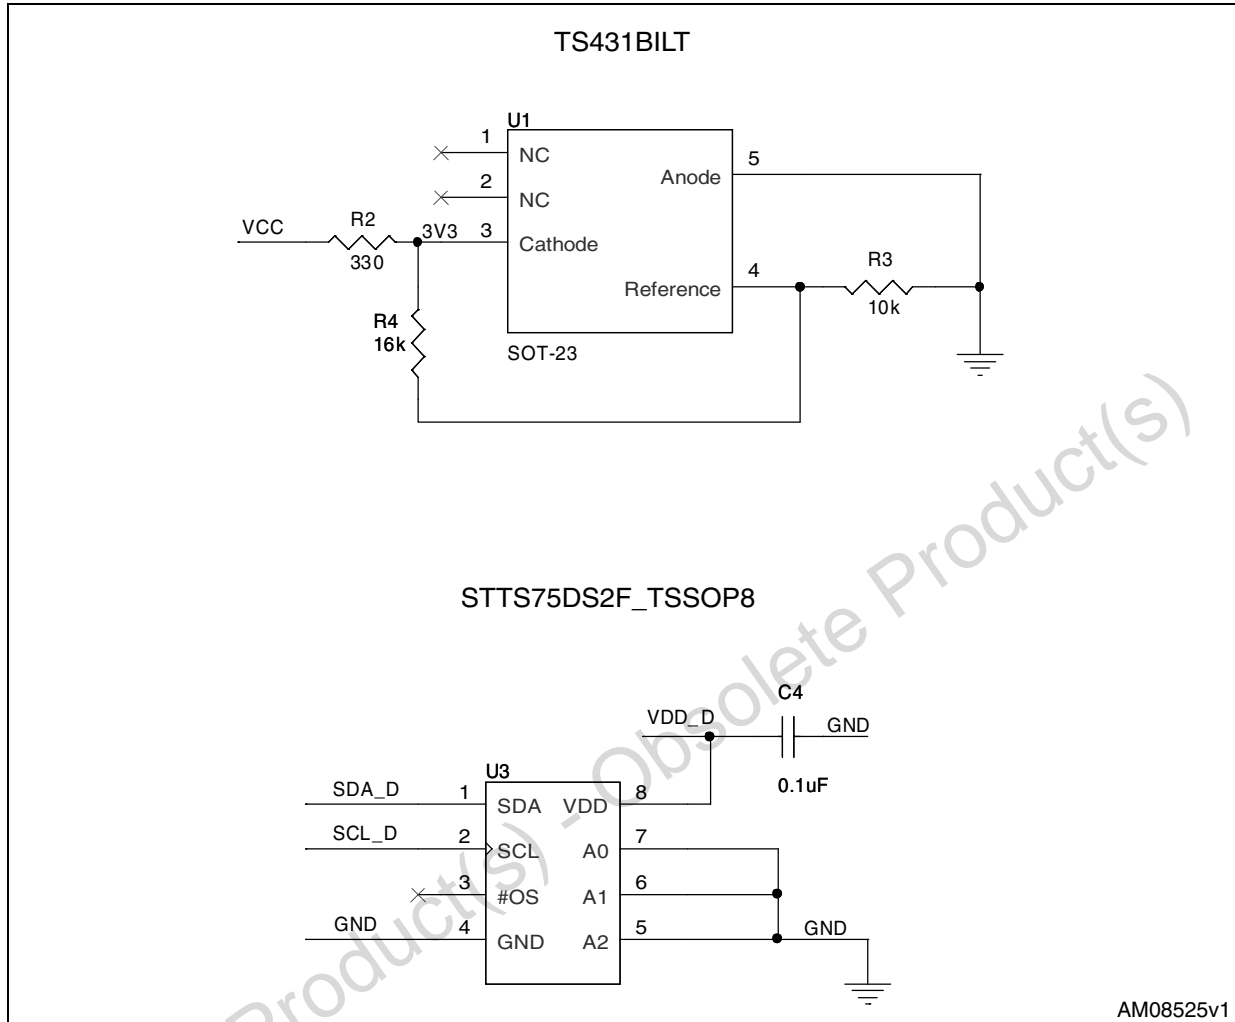 TS431BILT
U1
1
NC
5
Anode
2
NC
VCC
R2
330
3V3
3
Cathode
4
Reference
R3
10k
R4
16k
SOT-23
STTS75DS2F_TSSOP8
C4
VDD_D
GND
0.1uF
U3
SDA_D
1
SDA
VDD
8
SCL_D
2
SCL
A0
7
3
#OS
A1
6
GND
4
GND
A2
5
GND
Product(s) - Obsolete Product(s)
AM08525v1